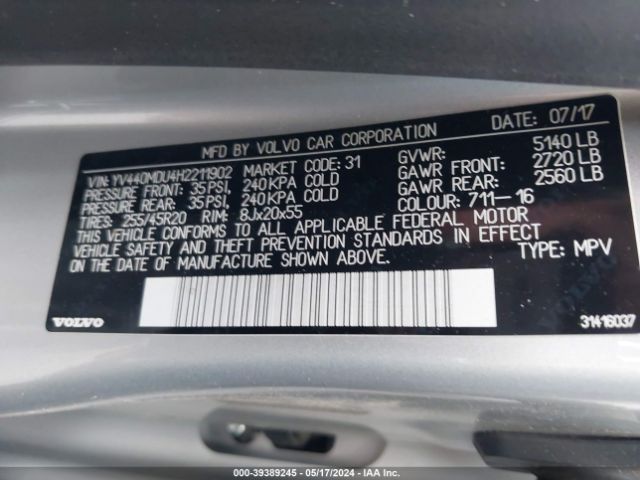 MFD BY VOLVO CAR CORPORATION DATE: 07/17
VIN: YV440MDU4H2211902 MARKET CODE: 31 GVWR: 5140 LB
PRESSURE FRONT: 35 PSI, 240 KPA COLD GAWR FRONT: 2720 LB
PRESSURE REAR: 35 PSI, 240 KPA COLD GAWR REAR: 2560 LB
TIRES: 255/45R20 RIM: 8Jx20x55 COLOUR: 711-16
THIS VEHICLE CONFORMS TO ALL APPLICABLE FEDERAL MOTOR
VEHICLE SAFETY AND THEFT PREVENTION STANDARDS IN EFFECT
ON THE DATE OF MANUFACTURE SHOWN ABOVE. TYPE: MPV
VOLVO 31416037
000-39389245 - 05/17/2024 - IAAI.COM